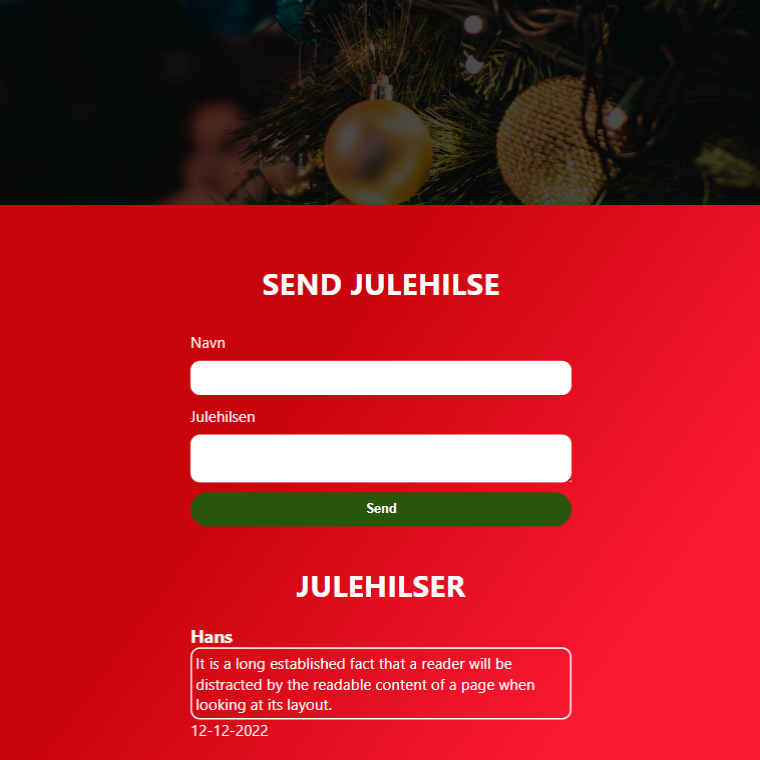 SEND JULEHILSE
Navn
Julehilsen
Send
JULEHILSER
Hans
It is a long established fact that a reader will be
distracted by the readable content of a page when
looking at its layout.
12-12-2022